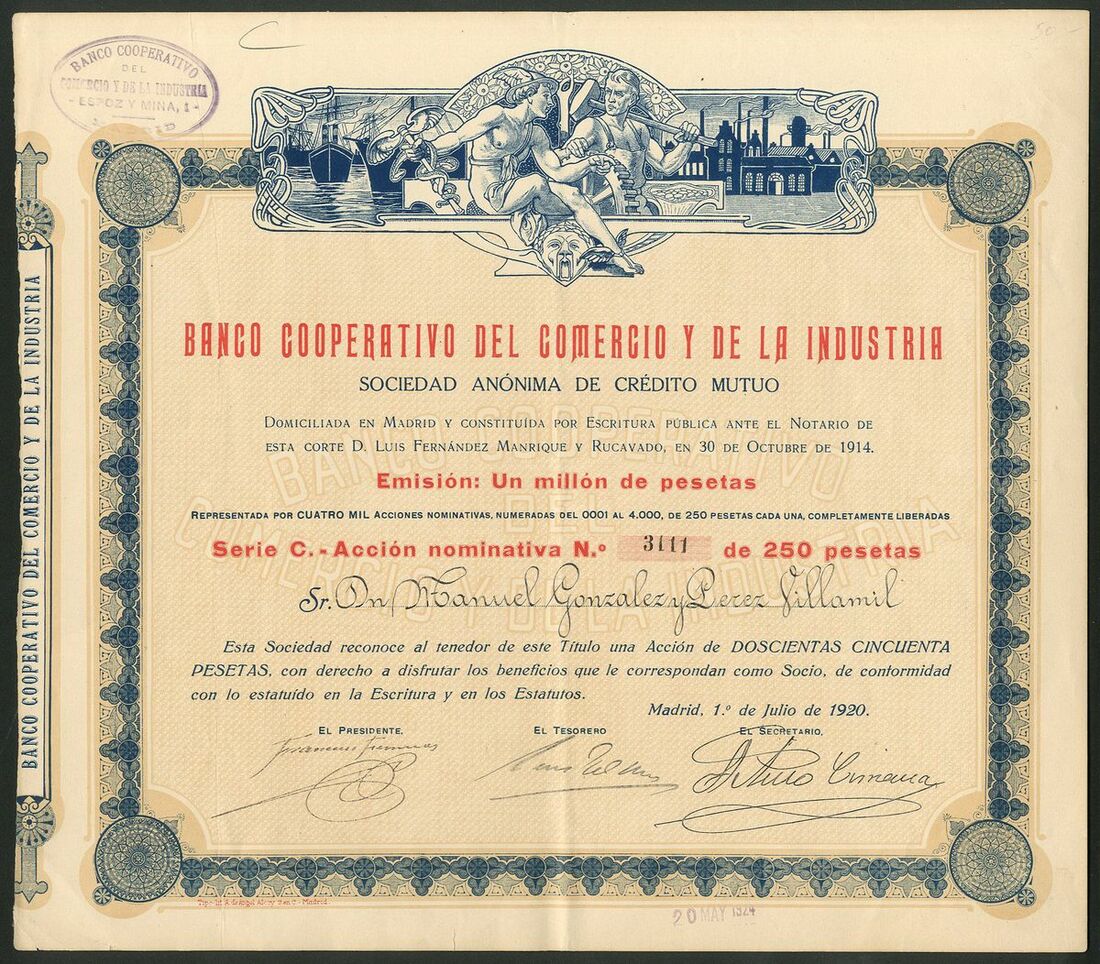 BANCO COOPERATIVO
DEL
COMERCIO Y DE LA INDUSTRIA
- ESPOZ Y MINA, 1 -
BANCO COOPERATIVO DEL COMERCIO Y DE LA INDUSTRIA
BANCO COOPERATIVO DEL COMERCIO Y DE LA INDUSTRIA
SOCIEDAD ANÓNIMA DE CRÉDITO MUTUO
DOMICILIADA EN MADRID Y CONSTITUÍDA POR ESCRITURA PÚBLICA ANTE EL NOTARIO DE
ESTA CORTE D. LUIS FERNÁNDEZ MANRIQUE Y RUCAVADO, EN 30 DE OCTUBRE DE 1914.
Emisión: Un millón de pesetas
REPRESENTADA POR CUATRO MIL ACCIONES NOMINATIVAS, NUMERADAS DEL 0001 AL 4.000, DE 250 PESETAS CADA UNA, COMPLETAMENTE LIBERADAS
Serie C. - Acción nominativa N.º 3111 de 250 pesetas
Sr. Dn Manuel Gonzalez y Perez Villamil
BANCO COOPERATIVO
DEL
COMERCIO Y DE LA INDUSTRIA
Esta Sociedad reconoce al tenedor de este Título una Acción de DOSCIENTAS CINCUENTA
PESETAS, con derecho a disfrutar los beneficios que le correspondan como Socio, de conformidad
con lo estatuído en la Escritura y en los Estatutos.
Madrid, 1.º de Julio de 1920.
EL PRESIDENTE,
EL TESORERO
EL SECRETARIO,
20 MAY 1924